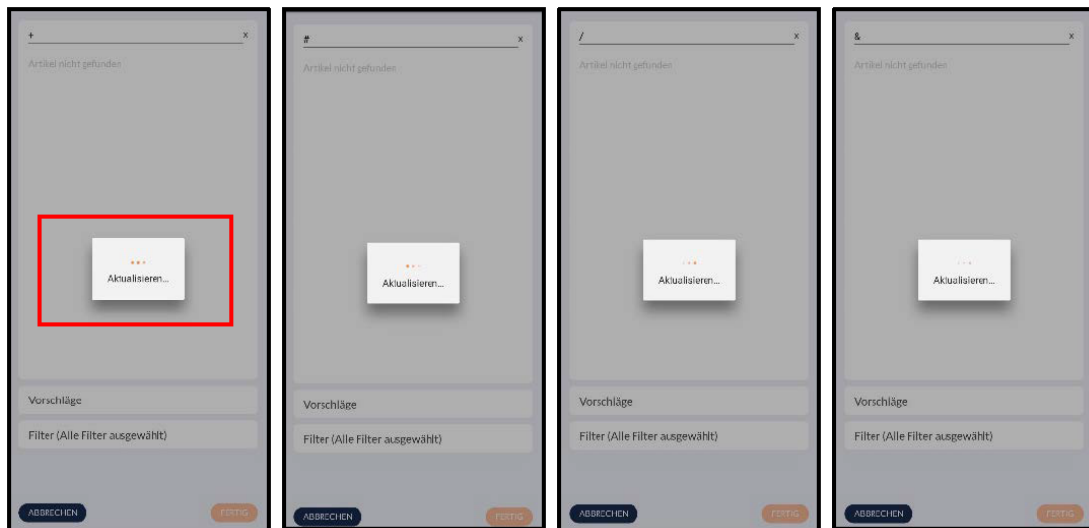 + x
Artikel nicht gefunden
Aktualisieren...
Vorschläge
Filter (Alle Filter ausgewählt)
ABBRECHEN FERTIG
# x
Artikel nicht gefunden
Aktualisieren...
Vorschläge
Filter (Alle Filter ausgewählt)
ABBRECHEN FERTIG
/ x
Artikel nicht gefunden
Aktualisieren...
Vorschläge
Filter (Alle Filter ausgewählt)
ABBRECHEN FERTIG
& x
Artikel nicht gefunden
Aktualisieren...
Vorschläge
Filter (Alle Filter ausgewählt)
ABBRECHEN FERTIG